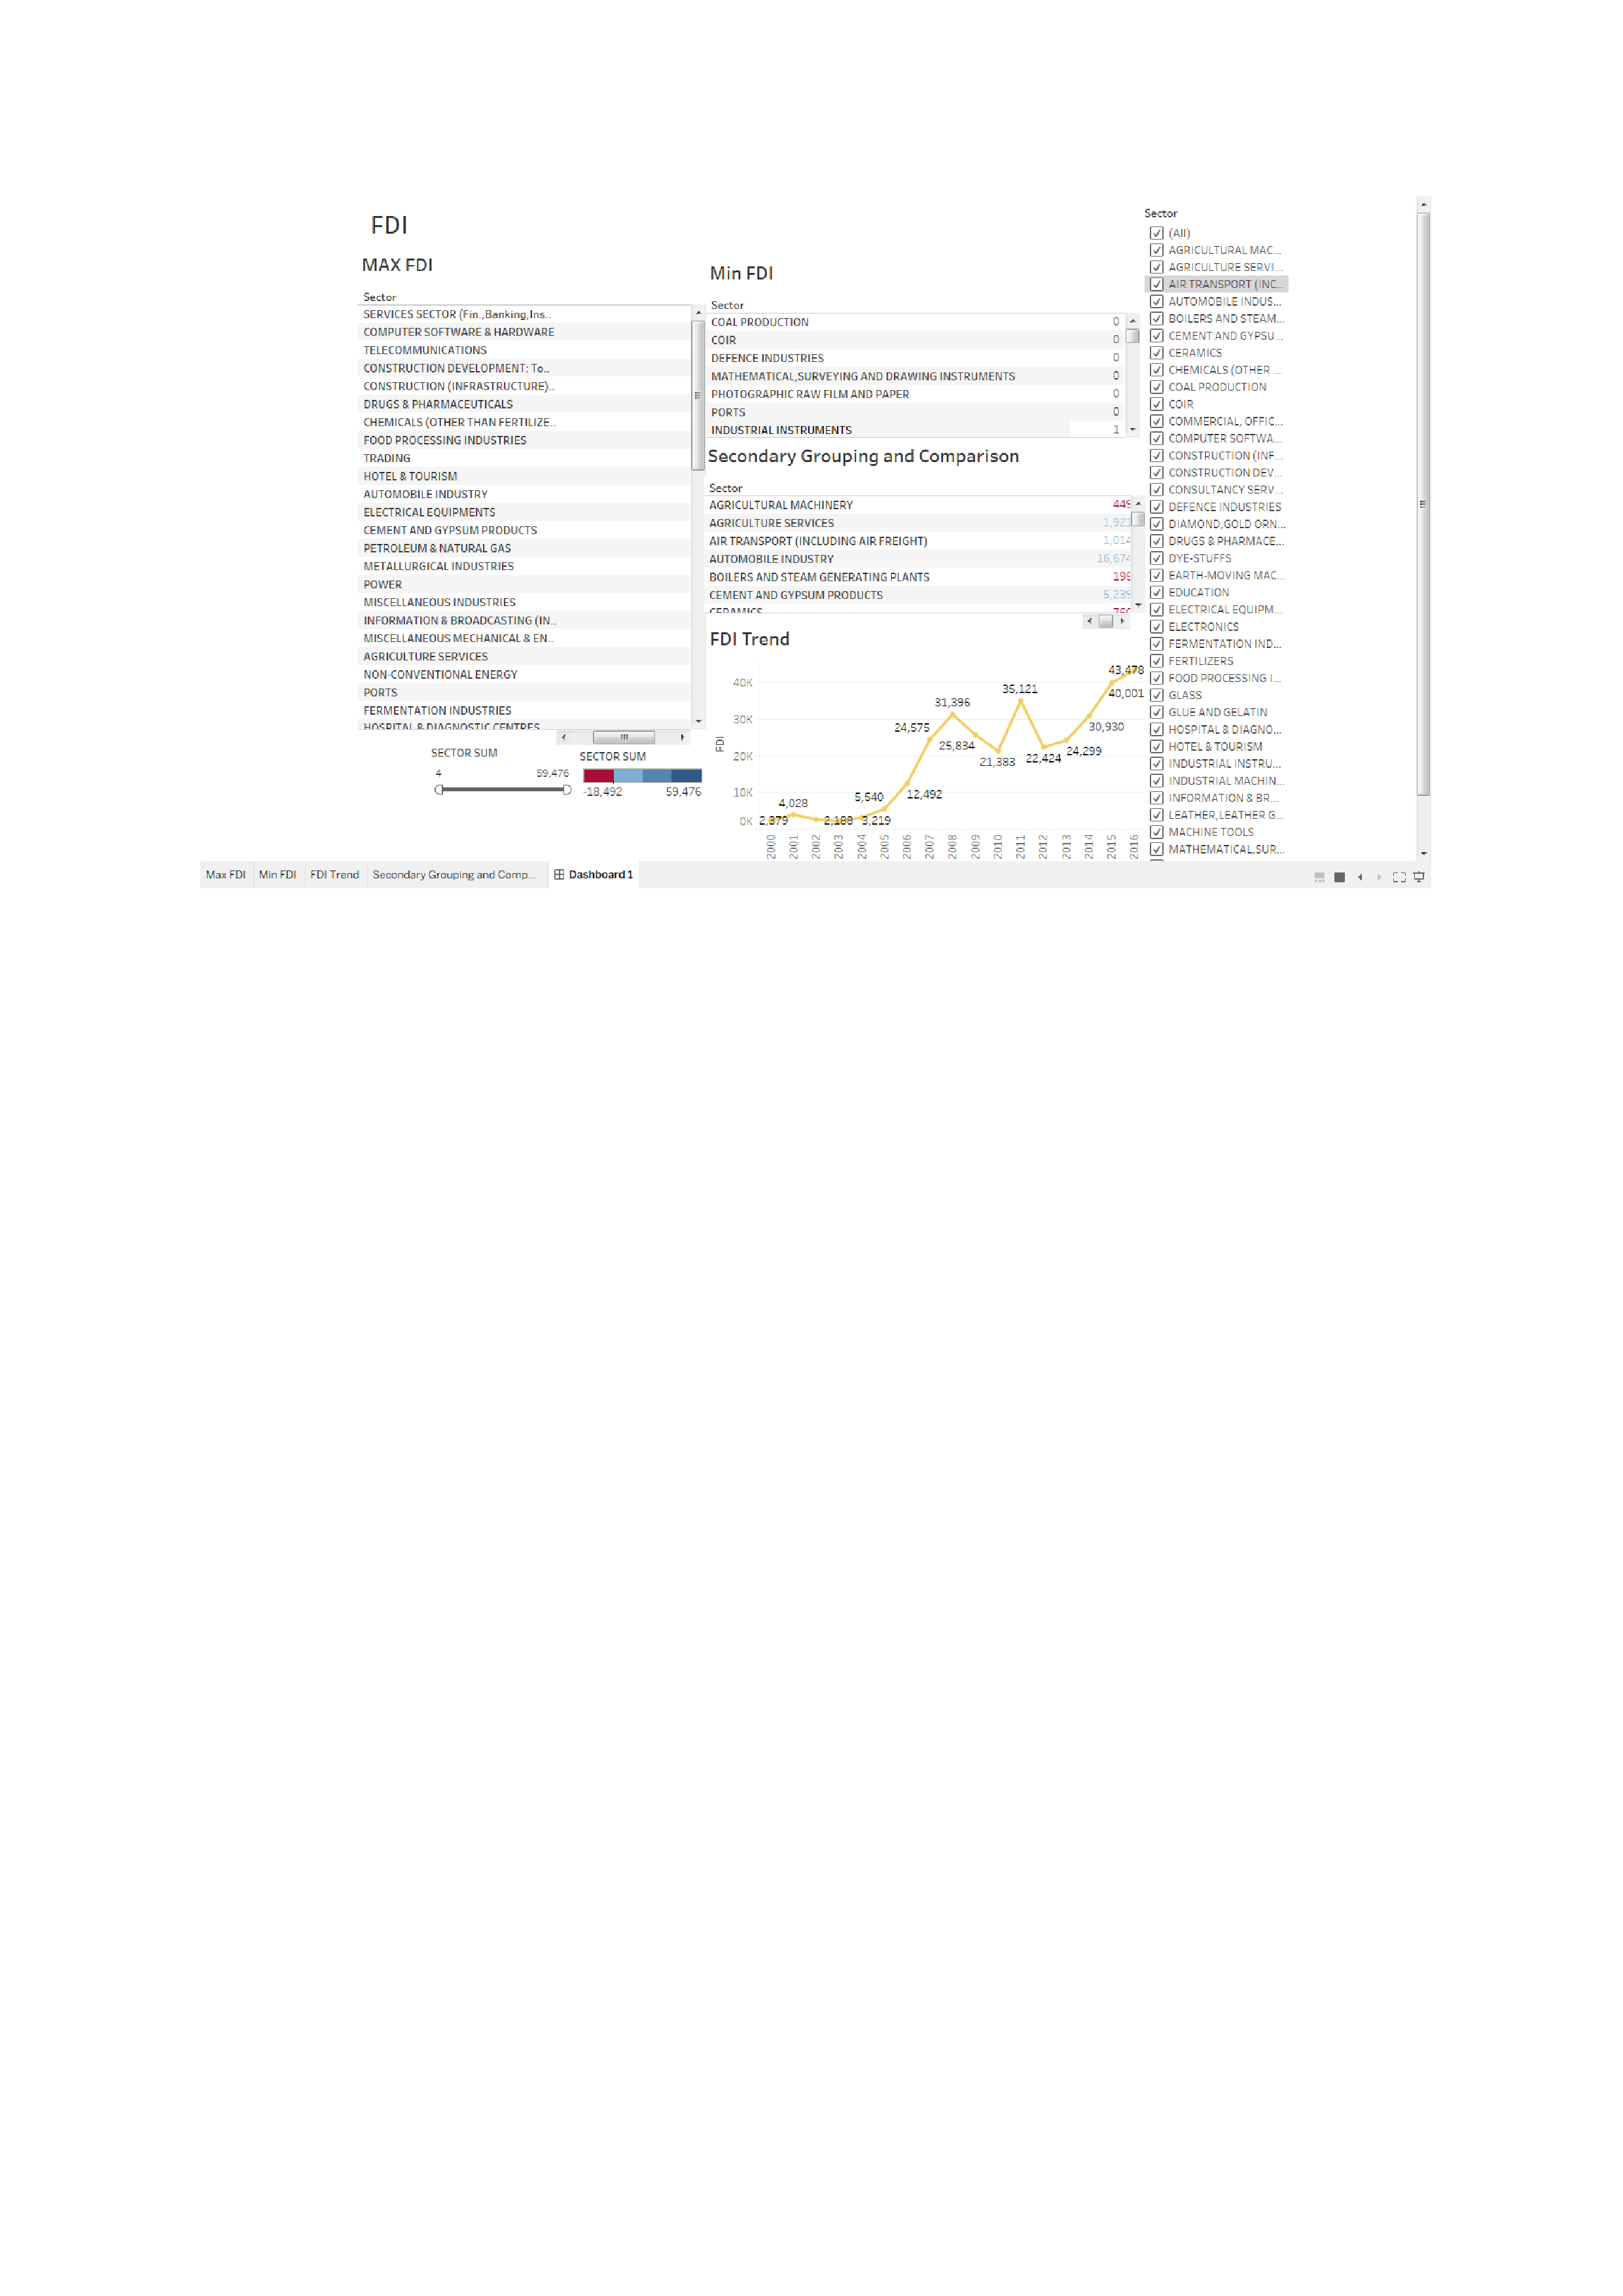 FDI
MAX FDI
Sector
SERVICES SECTOR (Fin.,Banking,Ins..
COMPUTER SOFTWARE & HARDWARE
TELECOMMUNICATIONS
CONSTRUCTION DEVELOPMENT: To..
CONSTRUCTION (INFRASTRUCTURE)..
DRUGS & PHARMACEUTICALS
CHEMICALS (OTHER THAN FERTILIZE..
FOOD PROCESSING INDUSTRIES
TRADING
HOTEL & TOURISM
AUTOMOBILE INDUSTRY
ELECTRICAL EQUIPMENTS
CEMENT AND GYPSUM PRODUCTS
PETROLEUM & NATURAL GAS
METALLURGICAL INDUSTRIES
POWER
MISCELLANEOUS INDUSTRIES
INFORMATION & BROADCASTING (IN..
MISCELLANEOUS MECHANICAL & EN..
AGRICULTURE SERVICES
NON-CONVENTIONAL ENERGY
PORTS
FERMENTATION INDUSTRIES
HOSPITAL & DIAGNOSTIC CENTRES
SECTOR SUM
4 59,476
SECTOR SUM
-18,492 59,476
Min FDI
Sector
COAL PRODUCTION 0
COIR 0
DEFENCE INDUSTRIES 0
MATHEMATICAL,SURVEYING AND DRAWING INSTRUMENTS 0
PHOTOGRAPHIC RAW FILM AND PAPER 0
PORTS 0
INDUSTRIAL INSTRUMENTS 1
Secondary Grouping and Comparison
Sector
AGRICULTURAL MACHINERY 449
AGRICULTURE SERVICES 1,921
AIR TRANSPORT (INCLUDING AIR FREIGHT) 1,014
AUTOMOBILE INDUSTRY 16,674
BOILERS AND STEAM GENERATING PLANTS 196
CEMENT AND GYPSUM PRODUCTS 5,239
CERAMICS 760
FDI Trend
FDI
40K
30K
20K
10K
0K
2,379
4,028
2,188
3,219
5,540
12,492
24,575
31,396
25,834
21,383
35,121
22,424
24,299
30,930
40,001
43,478
2000
2001
2002
2003
2004
2005
2006
2007
2008
2009
2010
2011
2012
2013
2014
2015
2016
Sector
(All)
AGRICULTURAL MAC...
AGRICULTURE SERVI...
AIR TRANSPORT (INC...
AUTOMOBILE INDUS...
BOILERS AND STEAM...
CEMENT AND GYPSU...
CERAMICS
CHEMICALS (OTHER ...
COAL PRODUCTION
COIR
COMMERCIAL, OFFIC...
COMPUTER SOFTWA...
CONSTRUCTION (INF...
CONSTRUCTION DEV...
CONSULTANCY SERV...
DEFENCE INDUSTRIES
DIAMOND,GOLD ORN...
DRUGS & PHARMACE...
DYE-STUFFS
EARTH-MOVING MAC...
EDUCATION
ELECTRICAL EQUIPM...
ELECTRONICS
FERMENTATION IND...
FERTILIZERS
FOOD PROCESSING I...
GLASS
GLUE AND GELATIN
HOSPITAL & DIAGNO...
HOTEL & TOURISM
INDUSTRIAL INSTRU...
INDUSTRIAL MACHIN...
INFORMATION & BR...
LEATHER,LEATHER G...
MACHINE TOOLS
MATHEMATICAL,SUR...
Max FDI Min FDI FDI Trend Secondary Grouping and Comp... Dashboard 1